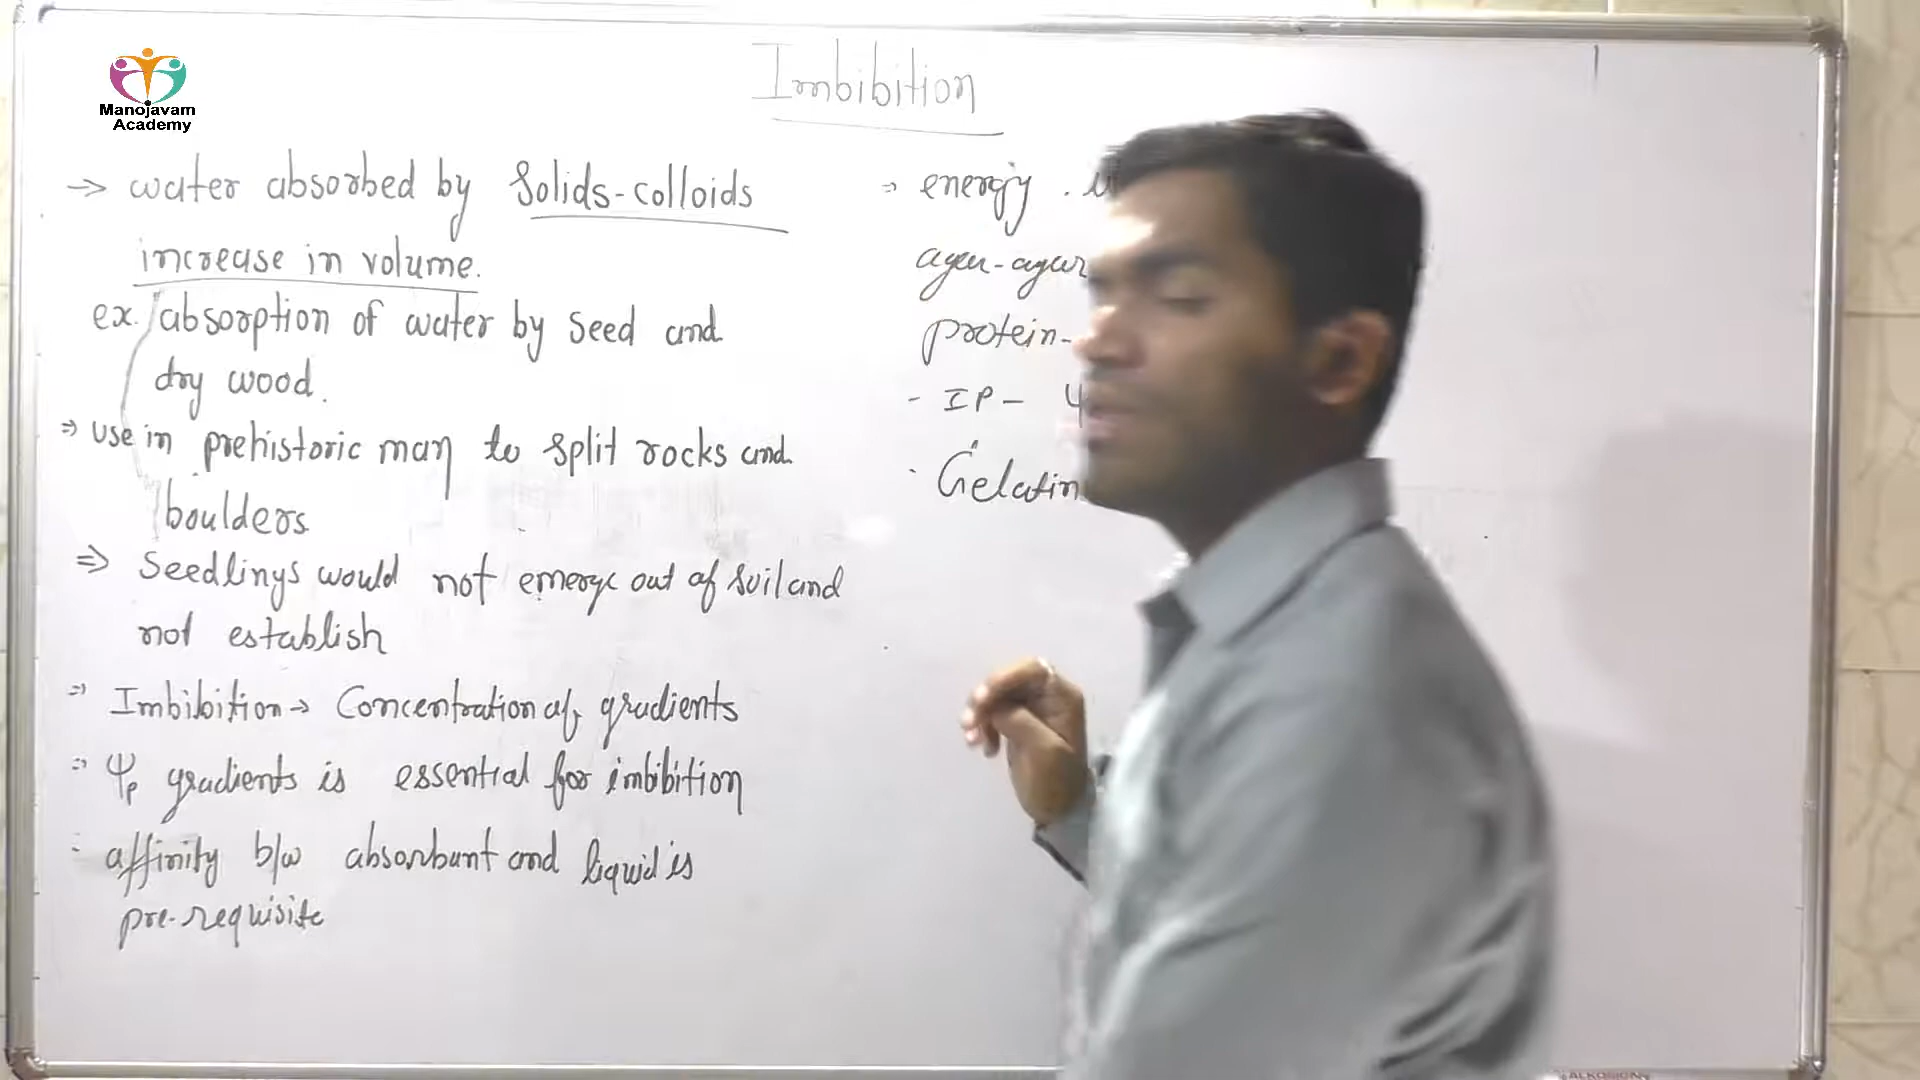 Manojavam
Academy
Imbibition
→ water absorbed by Solids-colloids
increase in volume.
ex. absorption of water by seed and
dry wood.
⇒ use in prehistoric man to split rocks and
boulders
⇒ Seedlings would not emerge out of soil and
not establish
⇒ Imbibition → Concentration of gradients
⇒ Ψp gradients is essential for imbibition
affinity b/w absorbunt and liquid is
pre-requisite
⇒ energy
agar-agar
protein-
- IP - Ψ
· Gelatin